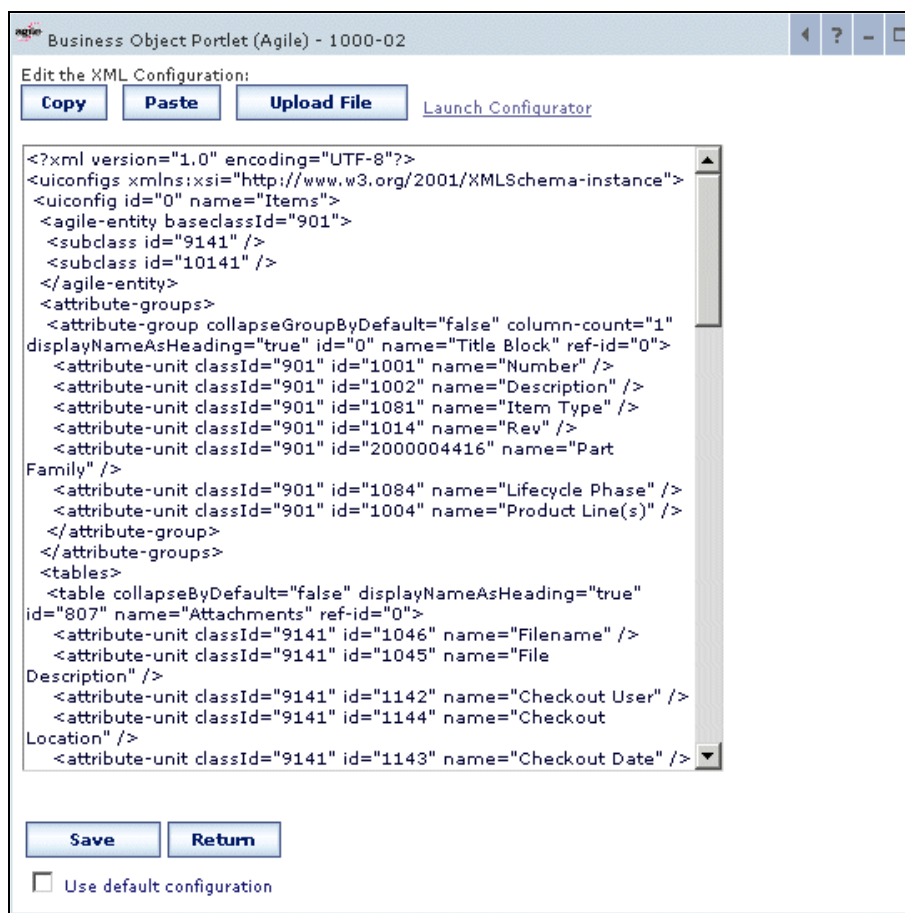 agile Business Object Portlet (Agile) - 1000-02 ?
Edit the XML Configuration:
Copy Paste Upload File Launch Configurator
<?xml version="1.0" encoding="UTF-8"?>
<uiconfigs xmlns:xsi="http://www.w3.org/2001/XMLSchema-instance">
<uiconfig id="0" name="Items">
<agile-entity baseclassId="901">
<subclass id="9141" />
<subclass id="10141" />
</agile-entity>
<attribute-groups>
<attribute-group collapseGroupByDefault="false" column-count="1"
displayNameAsHeading="true" id="0" name="Title Block" ref-id="0">
<attribute-unit classId="901" id="1001" name="Number" />
<attribute-unit classId="901" id="1002" name="Description" />
<attribute-unit classId="901" id="1081" name="Item Type" />
<attribute-unit classId="901" id="1014" name="Rev" />
<attribute-unit classId="901" id="2000004416" name="Part
Family" />
<attribute-unit classId="901" id="1084" name="Lifecycle Phase" />
<attribute-unit classId="901" id="1004" name="Product Line(s)" />
</attribute-group>
</attribute-groups>
<tables>
<table collapseByDefault="false" displayNameAsHeading="true"
id="807" name="Attachments" ref-id="0">
<attribute-unit classId="9141" id="1046" name="Filename" />
<attribute-unit classId="9141" id="1045" name="File
Description" />
<attribute-unit classId="9141" id="1142" name="Checkout User" />
<attribute-unit classId="9141" id="1144" name="Checkout
Location" />
<attribute-unit classId="9141" id="1143" name="Checkout Date" />
Save Return
Use default configuration